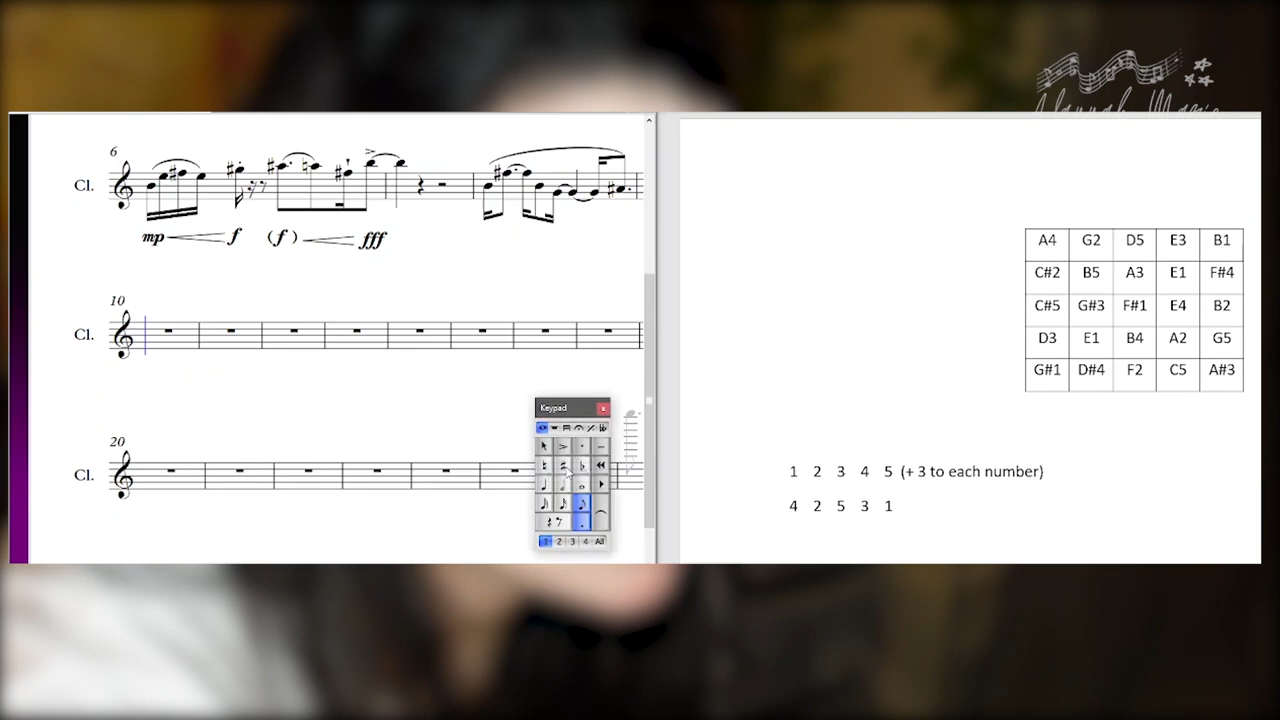 Hannah Magic
6
Cl.
mp f (f) fff
10
Cl.
20
Cl.
Keypad x
1 2 3 4 All
A4 G2 D5 E3 B1
C#2 B5 A3 E1 F#4
C#5 G#3 F#1 E4 B2
D3 E1 B4 A2 G5
G#1 D#4 F2 C5 A#3
1 2 3 4 5 (+ 3 to each number)
4 2 5 3 1